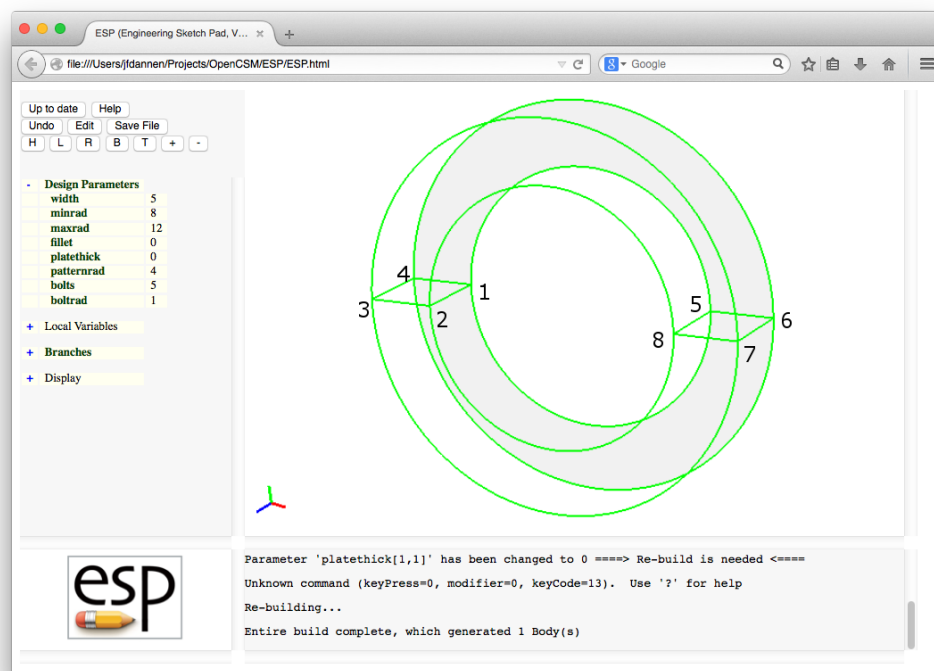 ESP (Engineering Sketch Pad, V...
file:///Users/jfdannen/Projects/OpenCSM/ESP/ESP.html
Google
Up to date Help
Undo Edit Save File
H L R B T + -
- Design Parameters
width 5
minrad 8
maxrad 12
fillet 0
platethick 0
patternrad 4
bolts 5
boltrad 1
+ Local Variables
+ Branches
+ Display
4
1
3
2
5
6
8
7
esp
Parameter 'platethick[1,1]' has been changed to 0 ====> Re-build is needed <====
Unknown command (keyPress=0, modifier=0, keyCode=13).  Use '?' for help
Re-building...
Entire build complete, which generated 1 Body(s)